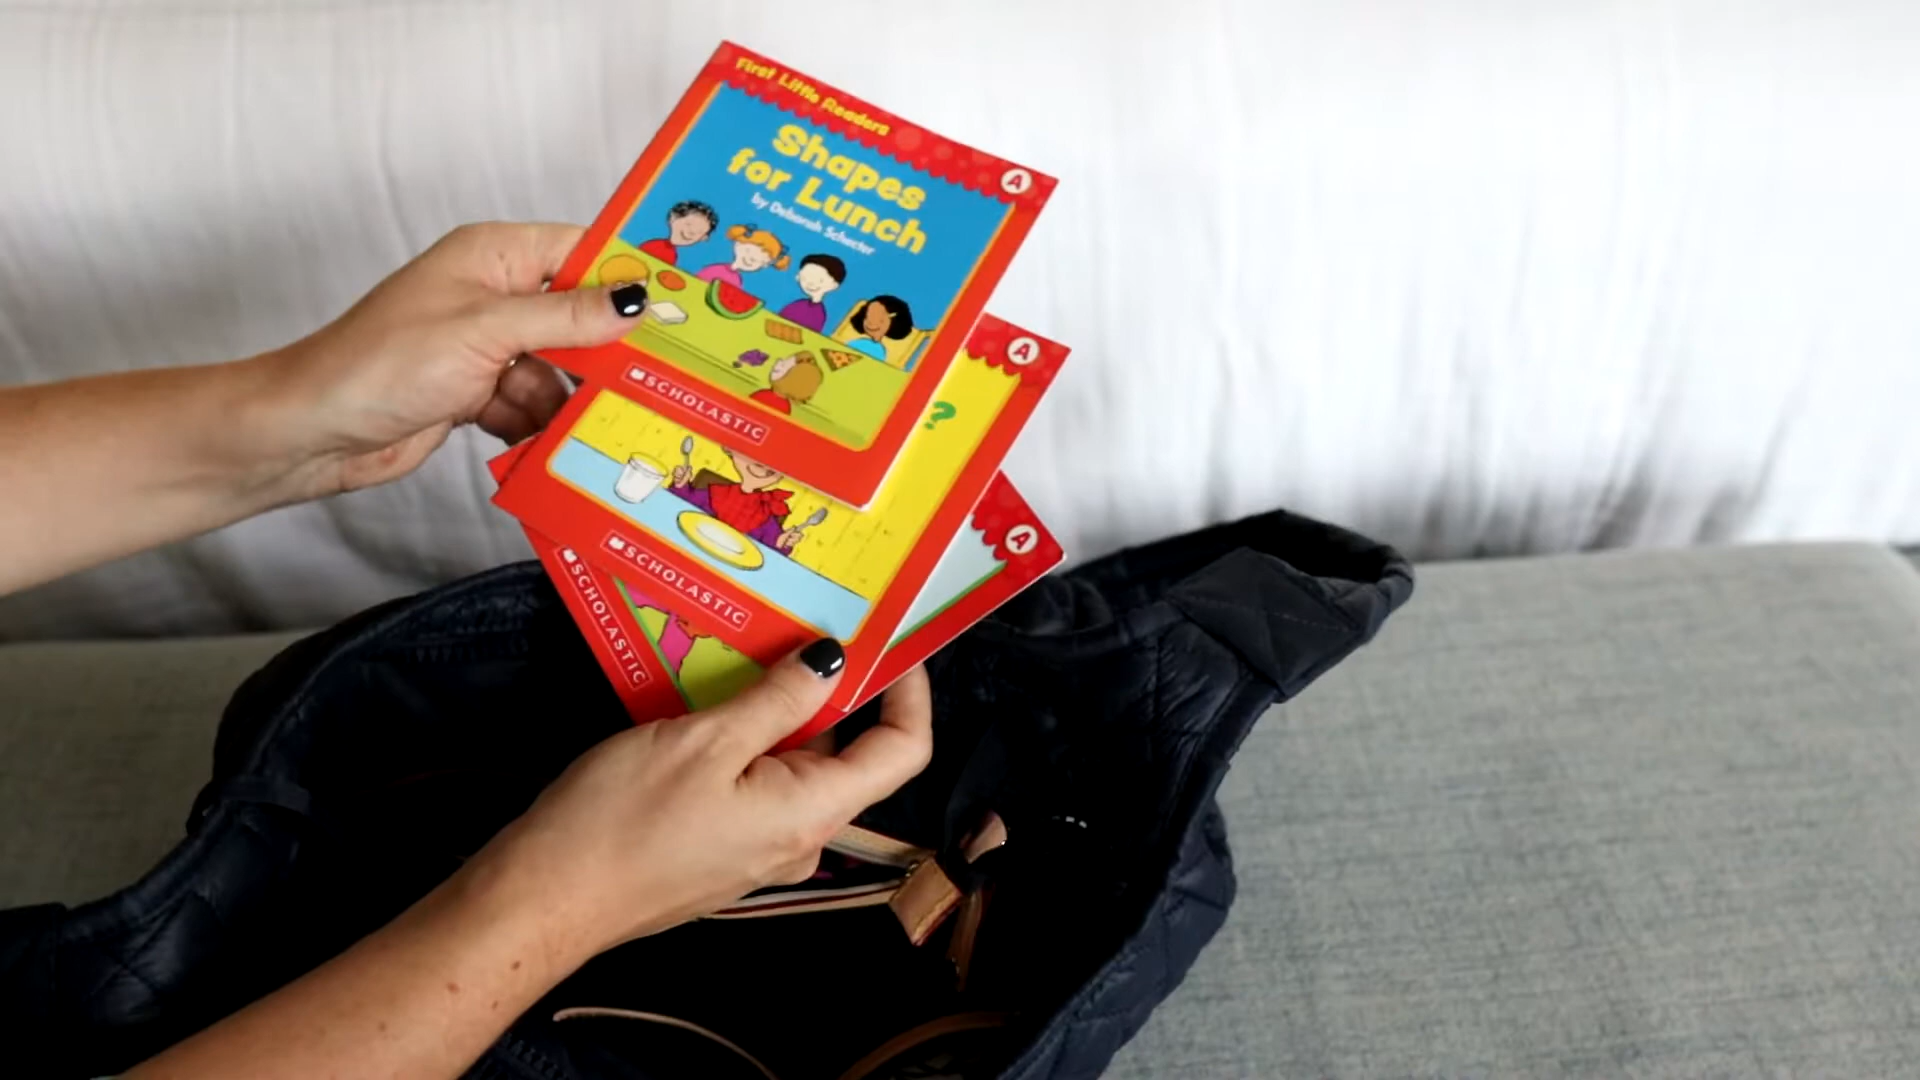 First Little Readers
A
Shapes
for Lunch
by Deborah Schecter
SCHOLASTIC
A
?
SCHOLASTIC
A
SCHOLASTIC